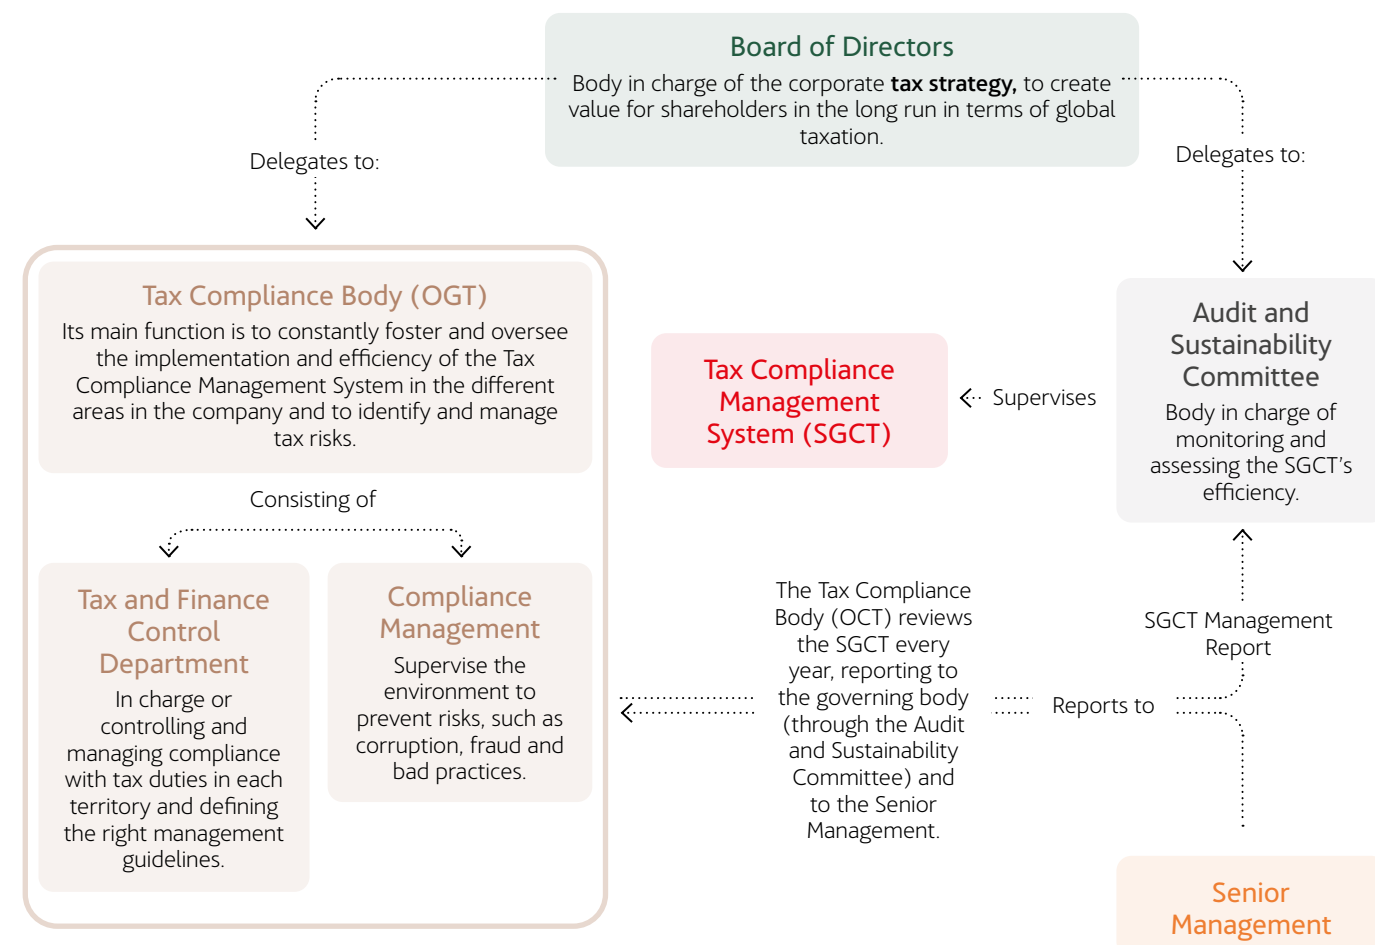 Board of Directors
Body in charge of the corporate tax strategy, to create
value for shareholders in the long run in terms of global
taxation.
Delegates to:
Delegates to:
Tax Compliance Body (OGT)
Its main function is to constantly foster and oversee
the implementation and efficiency of the Tax
Compliance Management System in the different
areas in the company and to identify and manage
tax risks.
Consisting of
Tax and Finance
Control
Department
In charge or
controlling and
managing compliance
with tax duties in each
territory and defining
the right management
guidelines.
Compliance
Management
Supervise the
environment to
prevent risks, such as
corruption, fraud and
bad practices.
Tax Compliance
Management
System (SGCT)
Supervises
Audit and
Sustainability
Committee
Body in charge of
monitoring and
assessing the SGCT's
efficiency.
The Tax Compliance
Body (OCT) reviews
the SGCT every
year, reporting to
the governing body
(through the Audit
and Sustainability
Committee) and
to the Senior
Management.
Reports to
SGCT Management
Report
Senior
Management